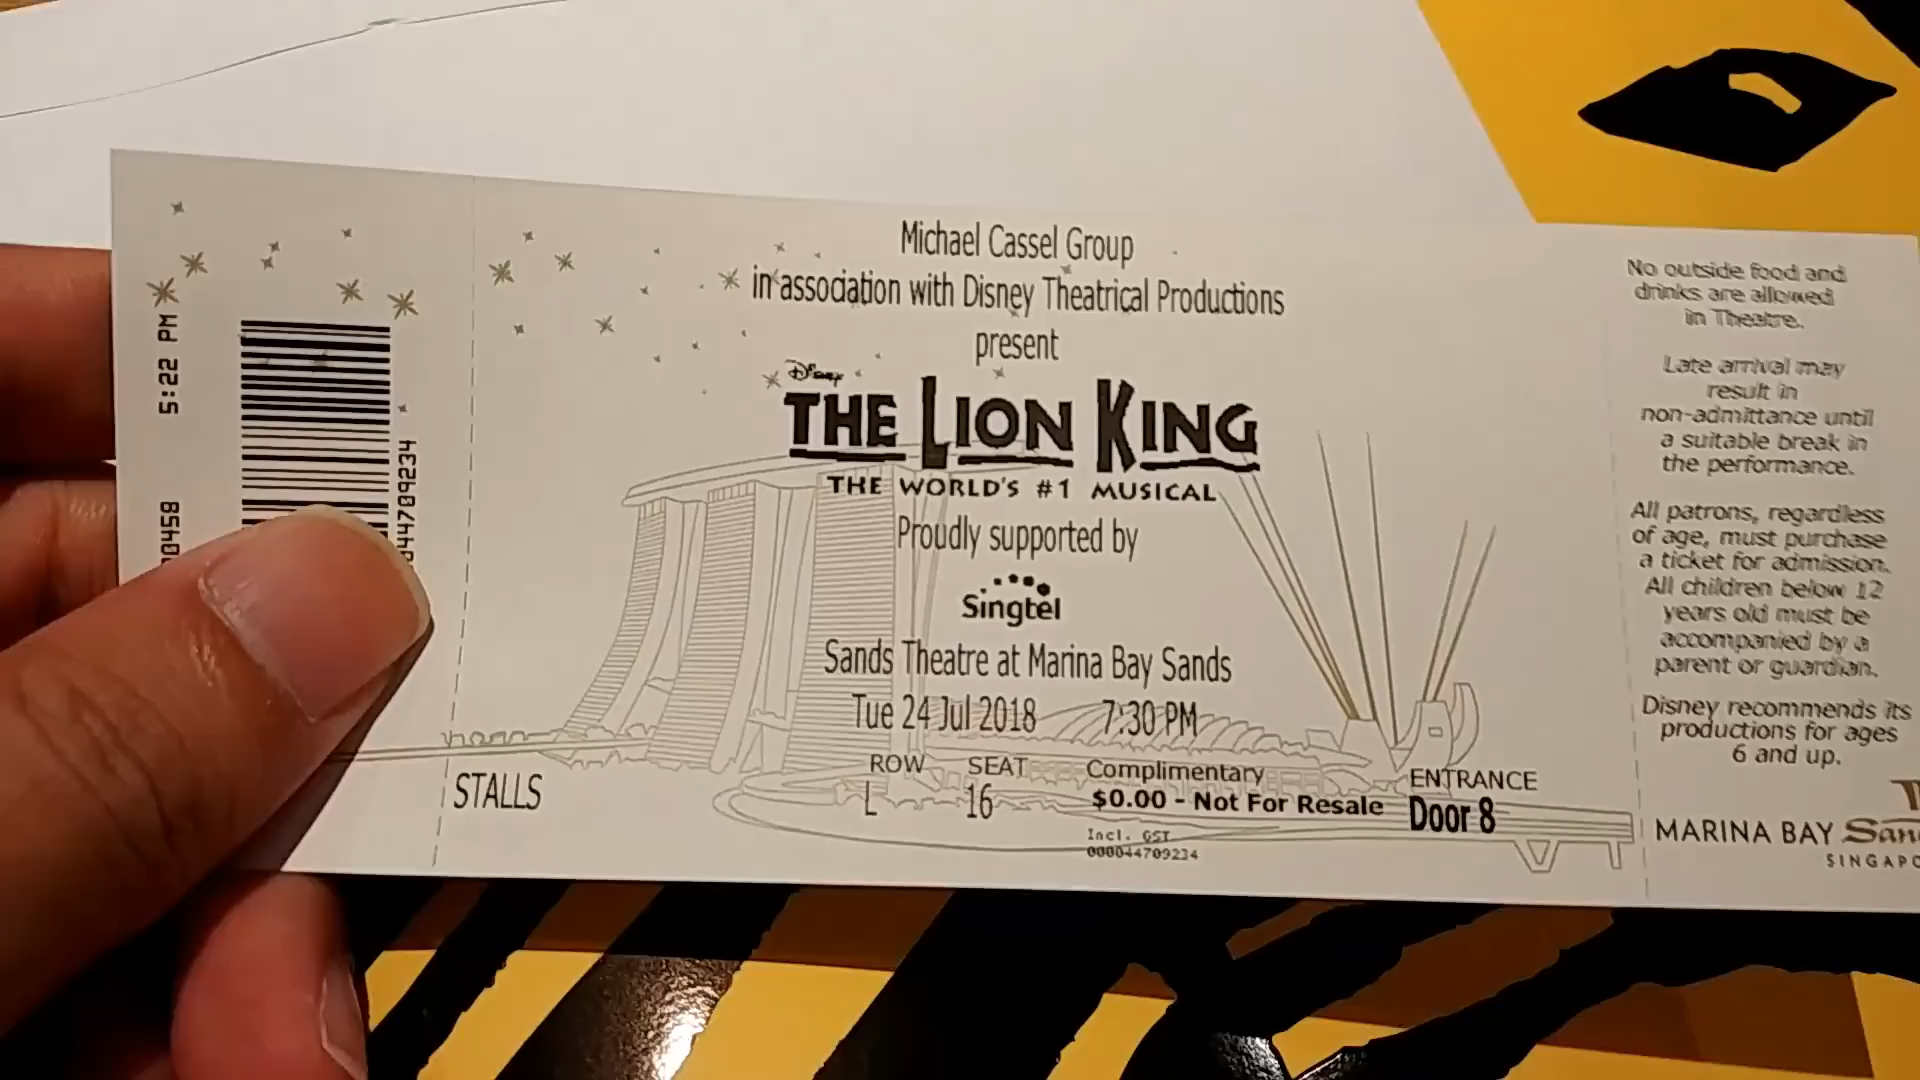 5:22 PM
44709234
Michael Cassel Group
in association with Disney Theatrical Productions
present
Disney
THE LION KING
THE WORLD'S #1 MUSICAL
Proudly supported by
Singtel
Sands Theatre at Marina Bay Sands
Tue 24 Jul 2018 7:30 PM
STALLS
ROW SEAT
L 16
Complimentary
$0.00 - Not For Resale
Incl. GST
000044709234
ENTRANCE
Door 8
No outside food and
drinks are allowed
in Theatre.
Late arrival may
result in
non-admittance until
a suitable break in
the performance.
All patrons, regardless
of age, must purchase
a ticket for admission.
All children below 12
years old must be
accompanied by a
parent or guardian.
Disney recommends its
productions for ages
6 and up.
MARINA BAY